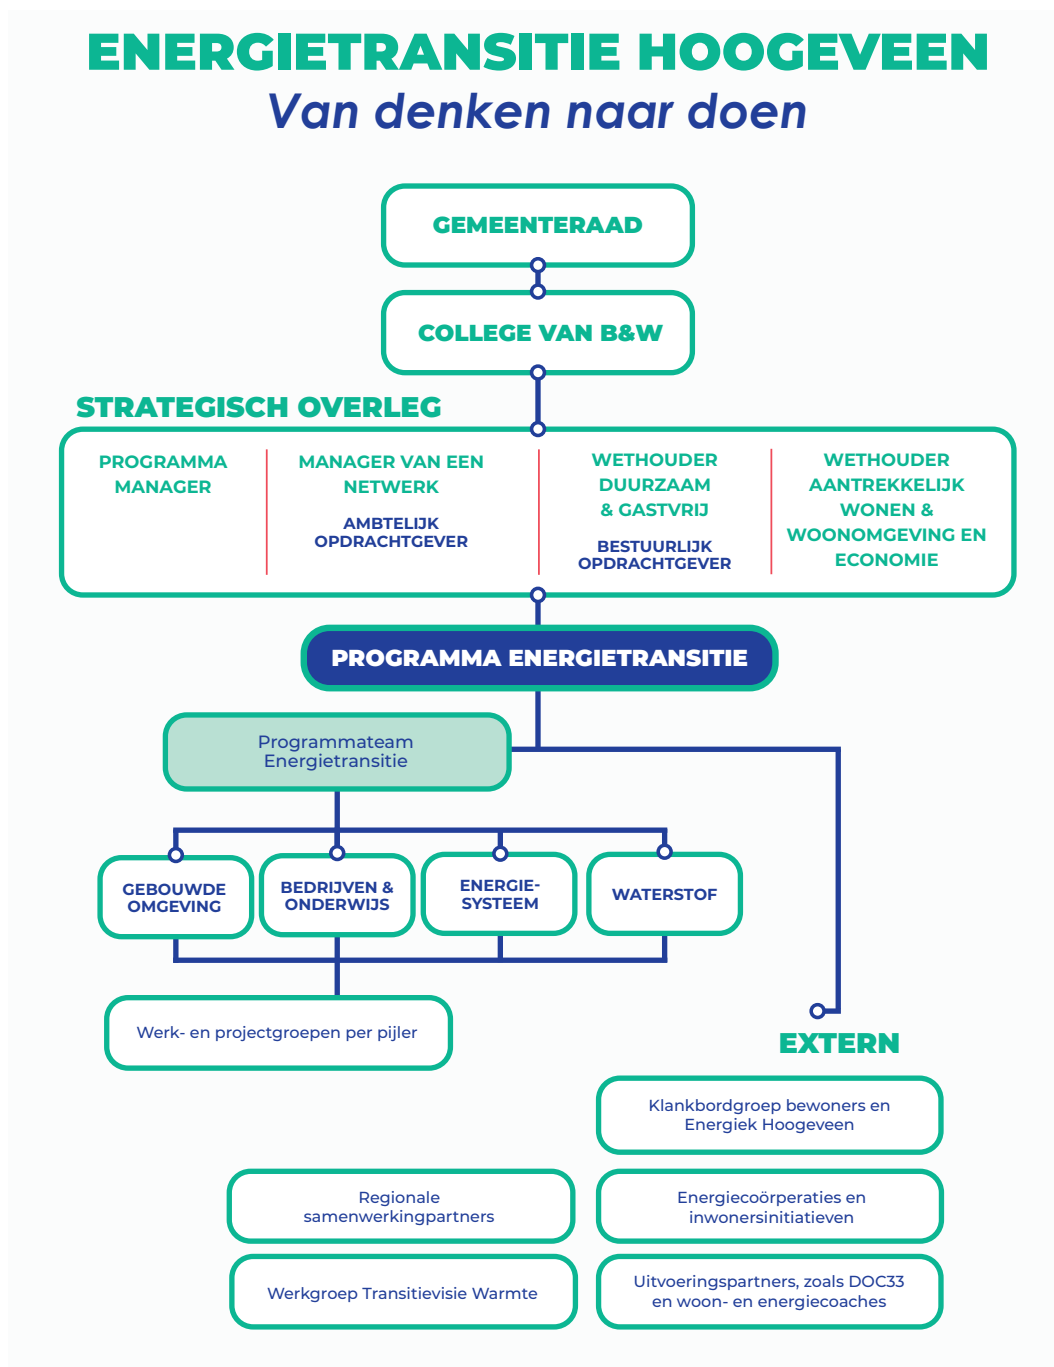 ENERGIETRANSITIE HOOGEVEEN
Van denken naar doen
GEMEENTERAAD
COLLEGE VAN B&W
STRATEGISCH OVERLEG
PROGRAMMA
MANAGER
MANAGER VAN EEN
NETWERK
AMBTELIJK
OPDRACHTGEVER
WETHOUDER
DUURZAAM
& GASTVRIJ
BESTUURLIJK
OPDRACHTGEVER
WETHOUDER
AANTREKKELIJK
WONEN &
WOONOMGEVING EN
ECONOMIE
PROGRAMMA ENERGIETRANSITIE
Programmateam
Energietransitie
GEBOUWDE
OMGEVING
BEDRIJVEN &
ONDERWIJS
ENERGIE-
SYSTEEM
WATERSTOF
Werk- en projectgroepen per pijler
EXTERN
Klankbordgroep bewoners en
Energiek Hoogeveen
Regionale
samenwerkingpartners
Energiecoörperaties en
inwonersinitiatieven
Werkgroep Transitievisie Warmte
Uitvoeringspartners, zoals DOC33
en woon- en energiecoaches